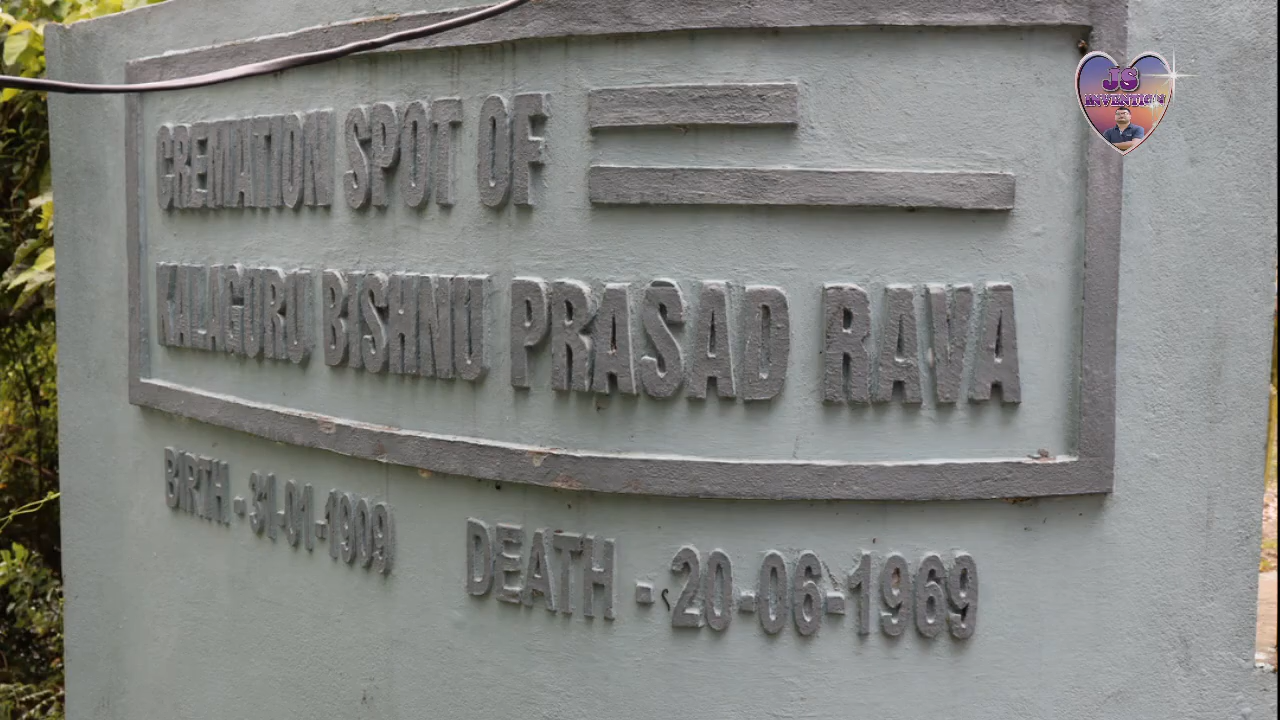 CREMATION SPOT OF
KALAGURU BISHNU PRASAD RAVA
BIRTH - 31-01-1909 DEATH - 20-06-1969
JS